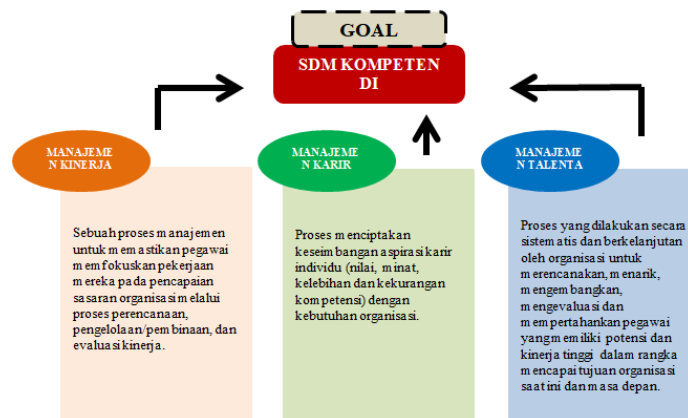 GOAL
SDM KOMPETEN
DI
MANAJEME
N KINERJA
Sebuah proses manajemen
untuk memastikan pegawai
memfokuskan pekerjaan
mereka pada pencapaian
sasaran organisasi melalui
proses perencanaan,
pengelolaan/pembinaan, dan
evaluasi kinerja.
MANAJEME
N KARIR
Proses menciptakan
keseimbangan aspirasi karir
individu (nilai, minat,
kelebihan dan kekurangan
kompetensi) dengan
kebutuhan organisasi.
MANAJEME
N TALENTA
Proses yang dilakukan secara
sistematis dan berkelanjutan
oleh organisasi untuk
merencanakan, menarik,
mengembangkan,
mengevaluasi dan
mempertahankan pegawai
yang memiliki potensi dan
kinerja tinggi dalam rangka
mencapai tujuan organisasi
saat ini dan masa depan.